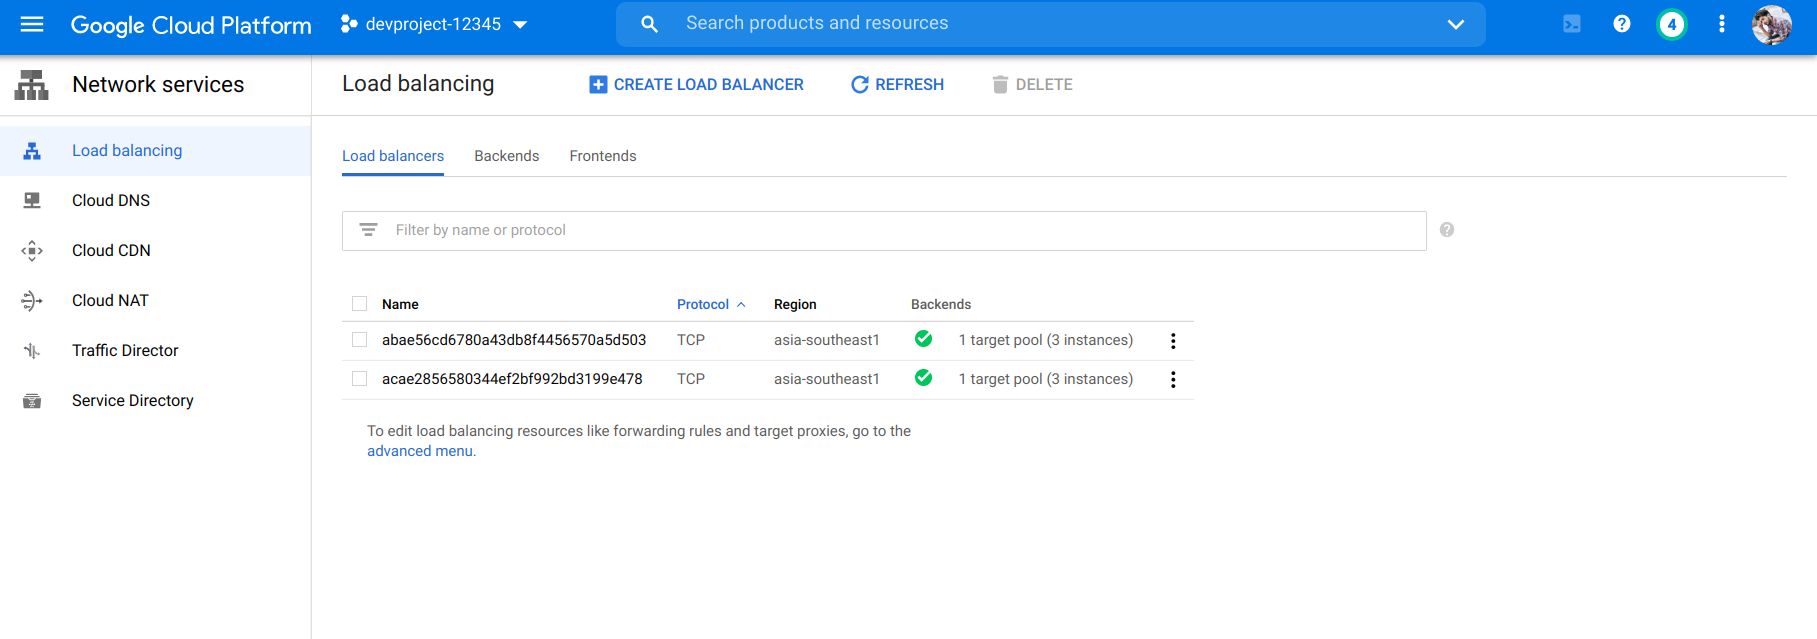 Google Cloud Platform devproject-12345 Search products and resources 4
Network services
Load balancing CREATE LOAD BALANCER REFRESH DELETE
Load balancing
Cloud DNS
Cloud CDN
Cloud NAT
Traffic Director
Service Directory
Load balancers Backends Frontends
Filter by name or protocol
Name Protocol Region Backends
abae56cd6780a43db8f4456570a5d503 TCP asia-southeast1 1 target pool (3 instances)
acae2856580344ef2bf992bd3199e478 TCP asia-southeast1 1 target pool (3 instances)
To edit load balancing resources like forwarding rules and target proxies, go to the
advanced menu.